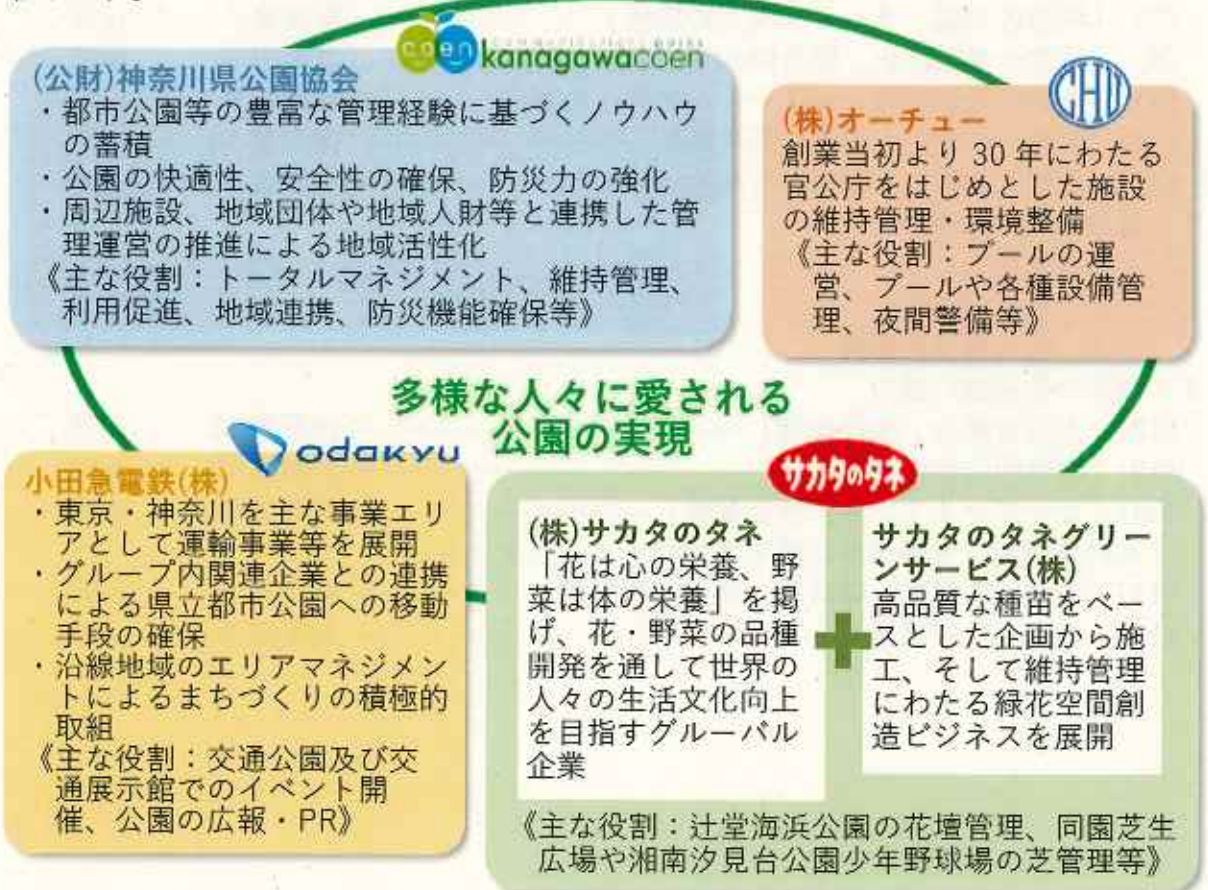 coen
kanagawacoen
(公財)神奈川県公園協会
・都市公園等の豊富な管理経験に基づくノウハウ
の蓄積
・公園の快適性、安全性の確保、防災力の強化
・周辺施設、地域団体や地域人財等と連携した管
理運営の推進による地域活性化
《主な役割：トータルマネジメント、維持管理、
利用促進、地域連携、防災機能確保等》
CHU
(株)オーチュー
創業当初より 30 年にわたる
官公庁をはじめとした施設
の維持管理・環境整備
《主な役割：プールの運
営、プールや各種設備管
理、夜間警備等》
多様な人々に愛される
公園の実現
odakyu
小田急電鉄(株)
・東京・神奈川を主な事業エリ
アとして運輸事業等を展開
・グループ内関連企業との連携
による県立都市公園への移動
手段の確保
・沿線地域のエリアマネジメン
トによるまちづくりの積極的
取組
《主な役割：交通公園及び交
通展示館でのイベント開
催、公園の広報・PR》
サカタのタネ
(株)サカタのタネ
「花は心の栄養、野
菜は体の栄養」を掲
げ、花・野菜の品種
開発を通して世界の
人々の生活文化向上
を目指すグルーバル
企業
サカタのタネグリー
ンサービス(株)
高品質な種苗をベー
スとした企画から施
工、そして維持管理
にわたる緑花空間創
造ビジネスを展開
《主な役割：辻堂海浜公園の花壇管理、同園芝生
広場や湘南汐見台公園少年野球場の芝管理等》